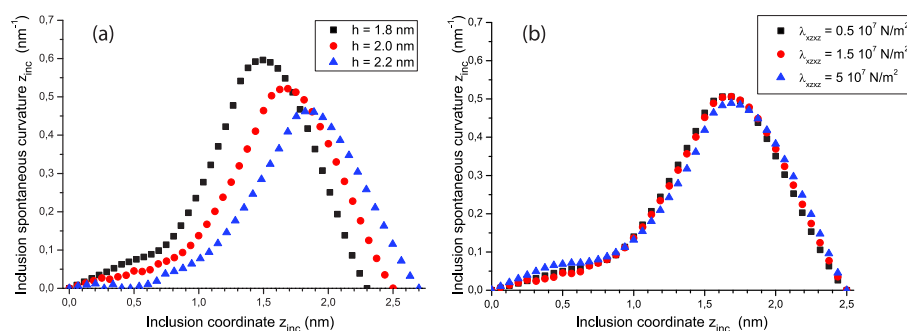 (a)
h = 1.8 nm
h = 2.0 nm
h = 2.2 nm
Inclusion spontaneous curvature z_inc (nm⁻¹)
0,7
0,6
0,5
0,4
0,3
0,2
0,1
0,0
0,0 0,5 1,0 1,5 2,0 2,5
Inclusion coordinate z_inc (nm)
(b)
λ_xzxz = 0.5 10⁷ N/m²
λ_xzxz = 1.5 10⁷ N/m²
λ_xzxz = 5 10⁷ N/m²
Inclusion spontaneous curvature z_inc (nm⁻¹)
0,7
0,6
0,5
0,4
0,3
0,2
0,1
0,0
0,0 0,5 1,0 1,5 2,0 2,5
Inclusion coordinate z_inc (nm)